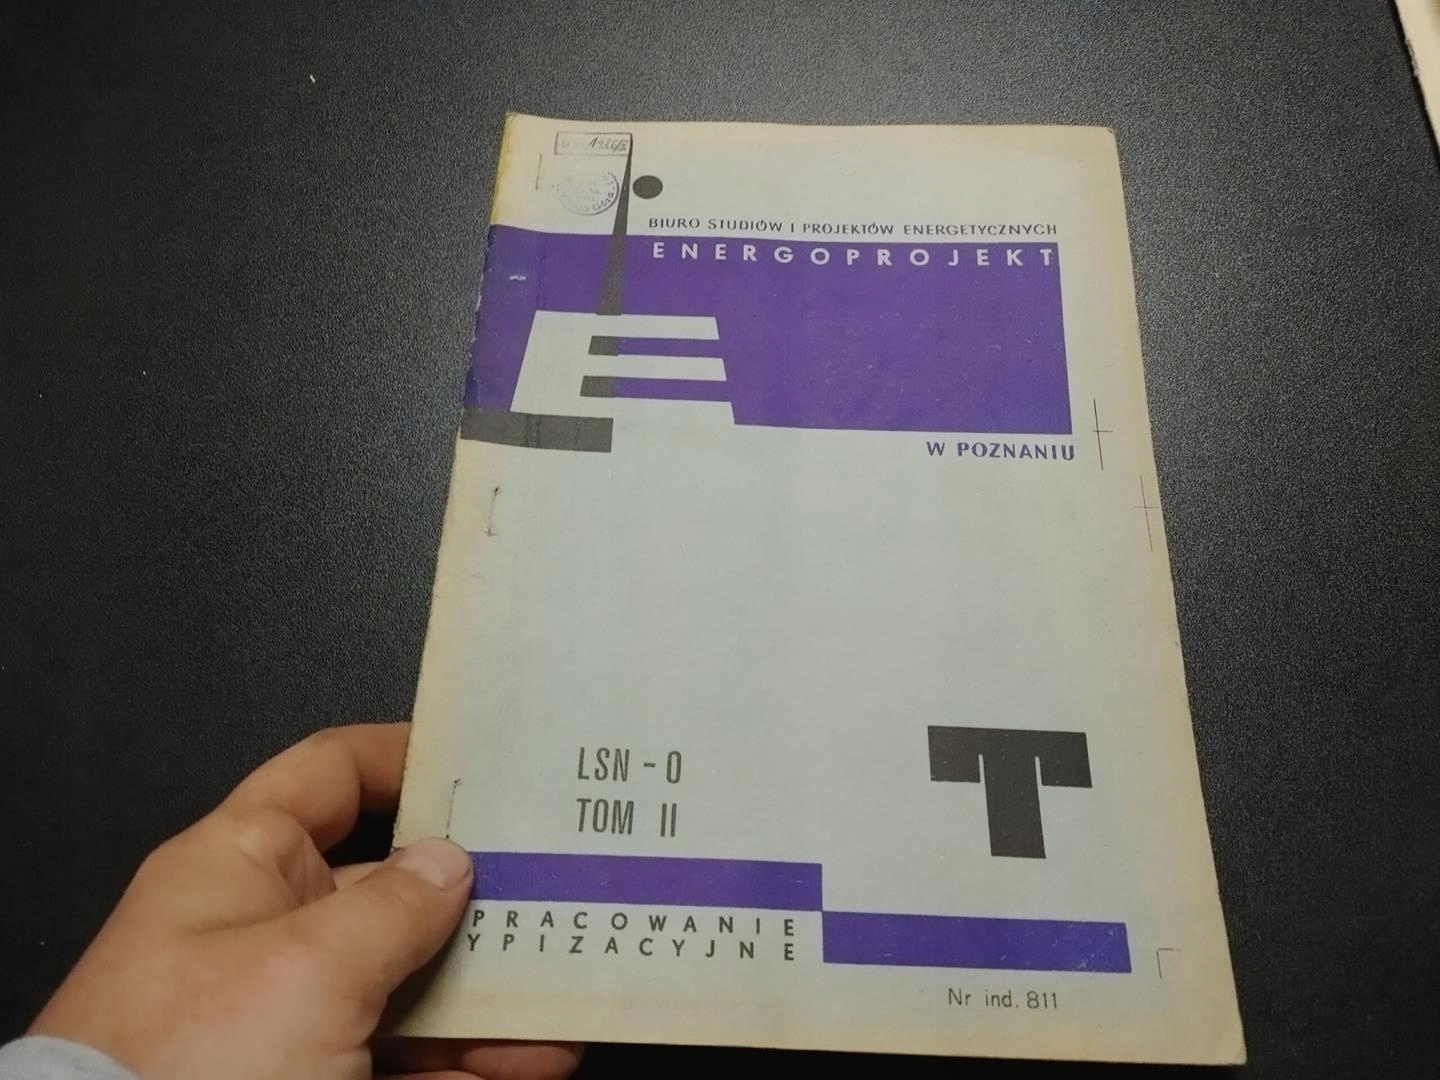 BIURO STUDIÓW I PROJEKTÓW ENERGETYCZNYCH
ENERGOPROJEKT
E
W POZNANIU
LSN - 0
TOM II
T
PRACOWANIE
YPIZACYJNE
Nr ind. 811